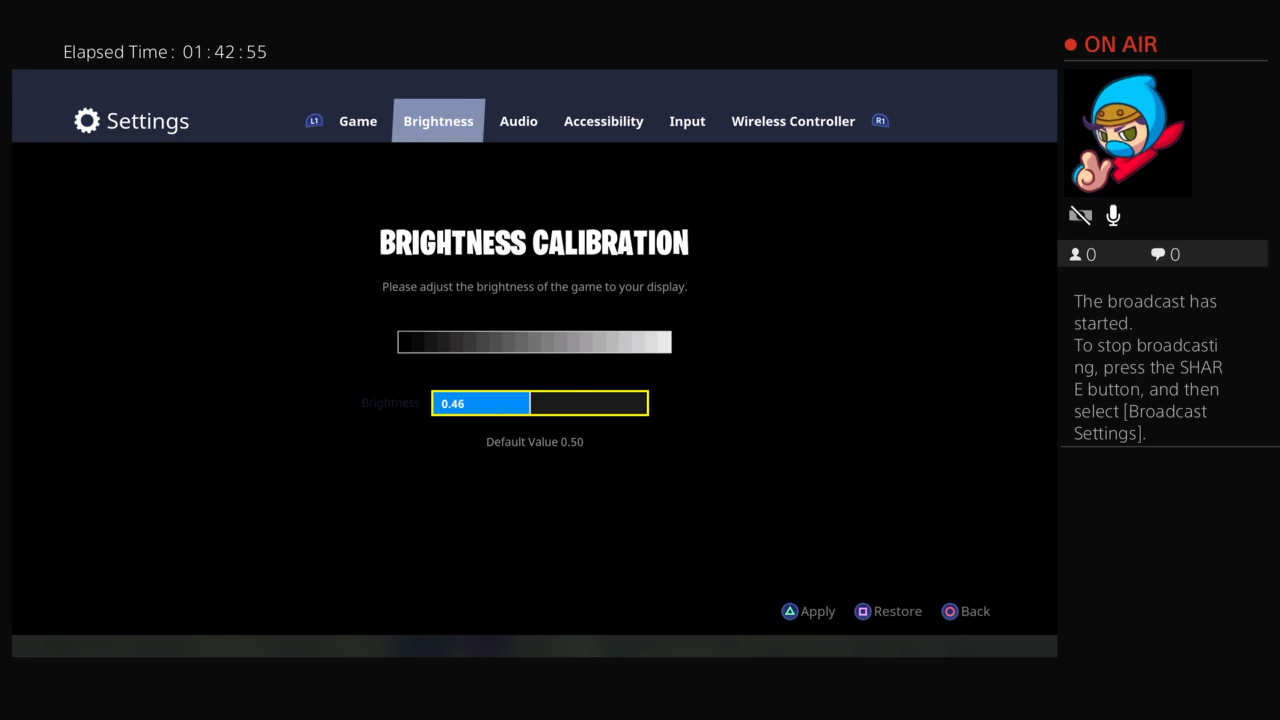 Elapsed Time: 01:42:55
ON AIR
Settings
L1 Game Brightness Audio Accessibility Input Wireless Controller R1
BRIGHTNESS CALIBRATION
Please adjust the brightness of the game to your display.
Brightness 0.46
Default Value 0.50
Apply Restore Back
0 0
The broadcast has
started.
To stop broadcasti
ng, press the SHAR
E button, and then
select [Broadcast
Settings].